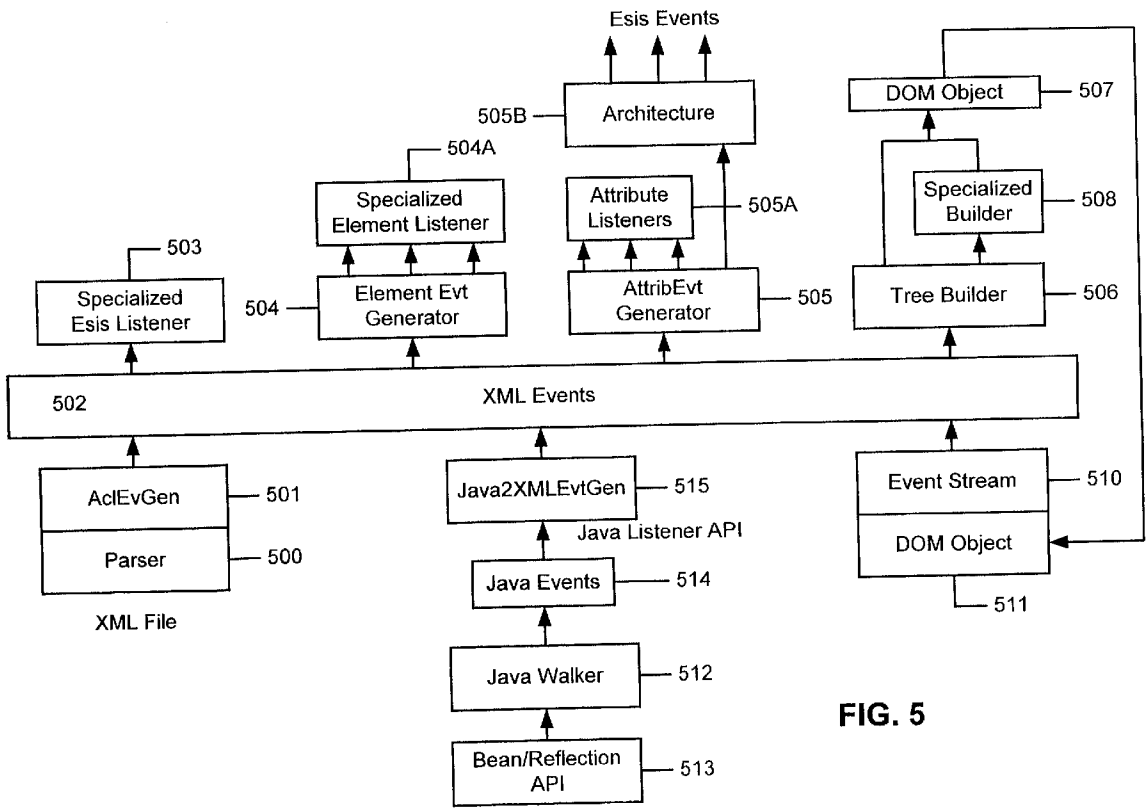 Esis Events
DOM Object
507
505B
Architecture
504A
Specialized
Element Listener
Attribute
Listeners
505A
Specialized
Builder
508
503
Specialized
Esis Listener
504
Element Evt
Generator
AttribEvt
Generator
505
Tree Builder
506
502
XML Events
AclEvGen
501
Java2XMLEvtGen
515
Event Stream
510
Java Listener API
Parser
500
DOM Object
Java Events
514
511
XML File
Java Walker
512
FIG. 5
Bean/Reflection
API
513